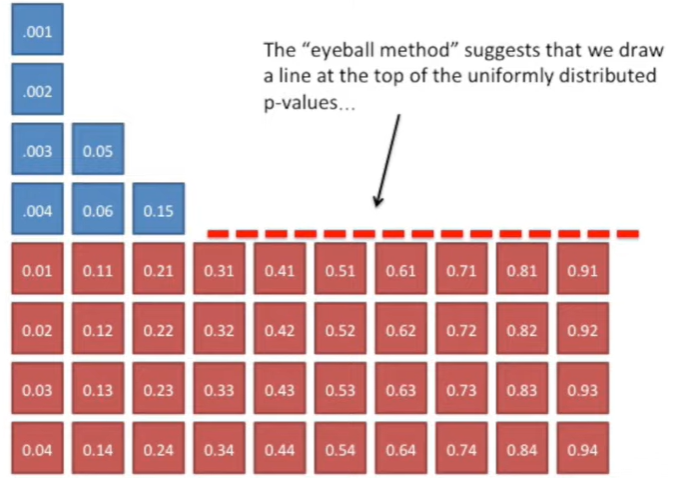 .001
The “eyeball method” suggests that we draw
a line at the top of the uniformly distributed
p-values...
.002
.003 0.05
.004 0.06 0.15
0.01 0.11 0.21 0.31 0.41 0.51 0.61 0.71 0.81 0.91
0.02 0.12 0.22 0.32 0.42 0.52 0.62 0.72 0.82 0.92
0.03 0.13 0.23 0.33 0.43 0.53 0.63 0.73 0.83 0.93
0.04 0.14 0.24 0.34 0.44 0.54 0.64 0.74 0.84 0.94